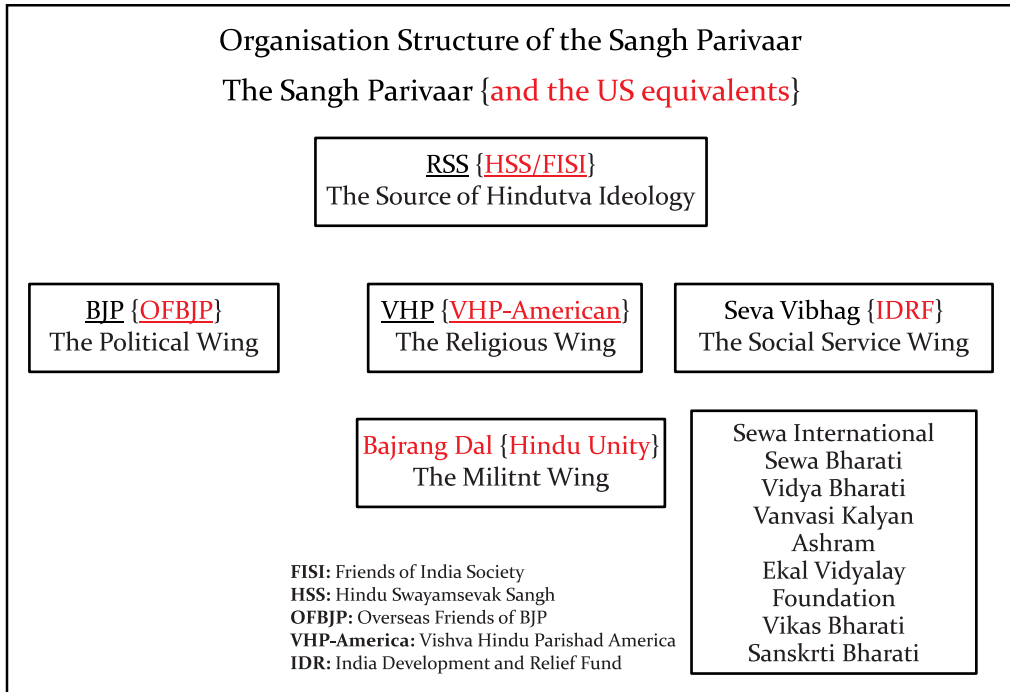 Organisation Structure of the Sangh Parivaar
The Sangh Parivaar {and the US equivalents}
RSS {HSS/FISI}
The Source of Hindutva Ideology
BJP {OFBJP}
The Political Wing
VHP {VHP-American}
The Religious Wing
Seva Vibhag {IDRF}
The Social Service Wing
Bajrang Dal {Hindu Unity}
The Militnt Wing
Sewa International
Sewa Bharati
Vidya Bharati
Vanvasi Kalyan
Ashram
Ekal Vidyalay
Foundation
Vikas Bharati
Sanskrti Bharati
FISI: Friends of India Society
HSS: Hindu Swayamsevak Sangh
OFBJP: Overseas Friends of BJP
VHP-America: Vishva Hindu Parishad America
IDR: India Development and Relief Fund